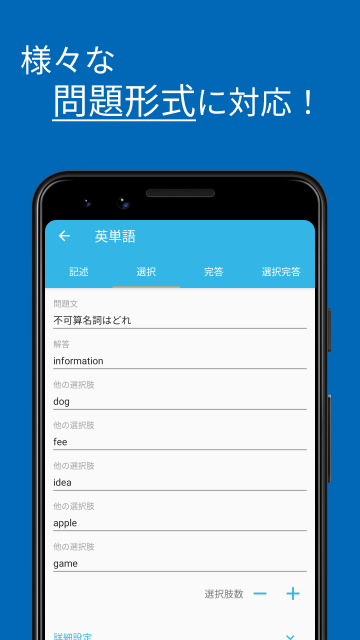 様々な
問題形式に対応！
英単語
記述 選択 完答 選択完答
問題文
不可算名詞はどれ
解答
information
他の選択肢
dog
他の選択肢
fee
他の選択肢
idea
他の選択肢
apple
他の選択肢
game
選択肢数
詳細設定